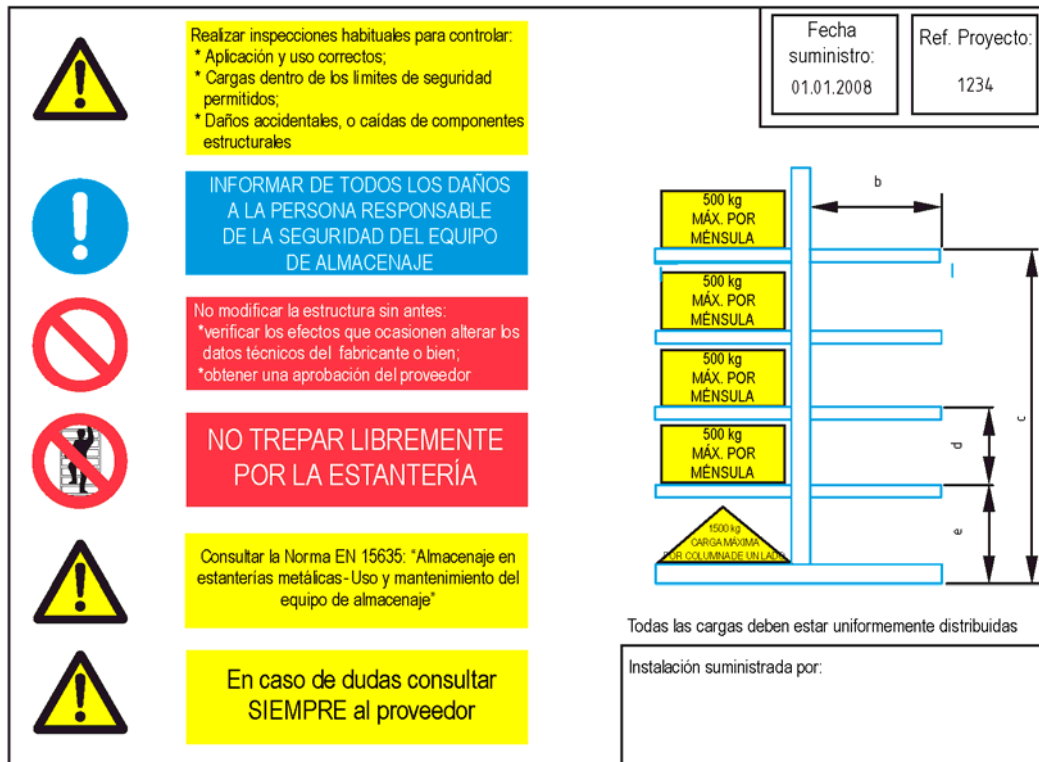 Realizar inspecciones habituales para controlar:
* Aplicación y uso correctos;
* Cargas dentro de los límites de seguridad
permitidos;
* Daños accidentales, o caídas de componentes
estructurales
INFORMAR DE TODOS LOS DAÑOS
A LA PERSONA RESPONSABLE
DE LA SEGURIDAD DEL EQUIPO
DE ALMACENAJE
No modificar la estructura sin antes:
*verificar los efectos que ocasionen alterar los
datos técnicos del fabricante o bien;
*obtener una aprobación del proveedor
NO TREPAR LIBREMENTE
POR LA ESTANTERÍA
Consultar la Norma EN 15635: "Almacenaje en
estanterías metálicas-Uso y mantenimiento del
equipo de almacenaje"
En caso de dudas consultar
SIEMPRE al proveedor
Fecha
suministro:
01.01.2008
Ref. Proyecto:
1234
b
500 kg
MÁX. POR
MÉNSULA
500 kg
MÁX. POR
MÉNSULA
500 kg
MÁX. POR
MÉNSULA
500 kg
MÁX. POR
MÉNSULA
c
d
e
1500 kg
CARGA MÁXIMA
POR COLUMNA DE UN LADO
Todas las cargas deben estar uniformemente distribuidas
Instalación suministrada por: